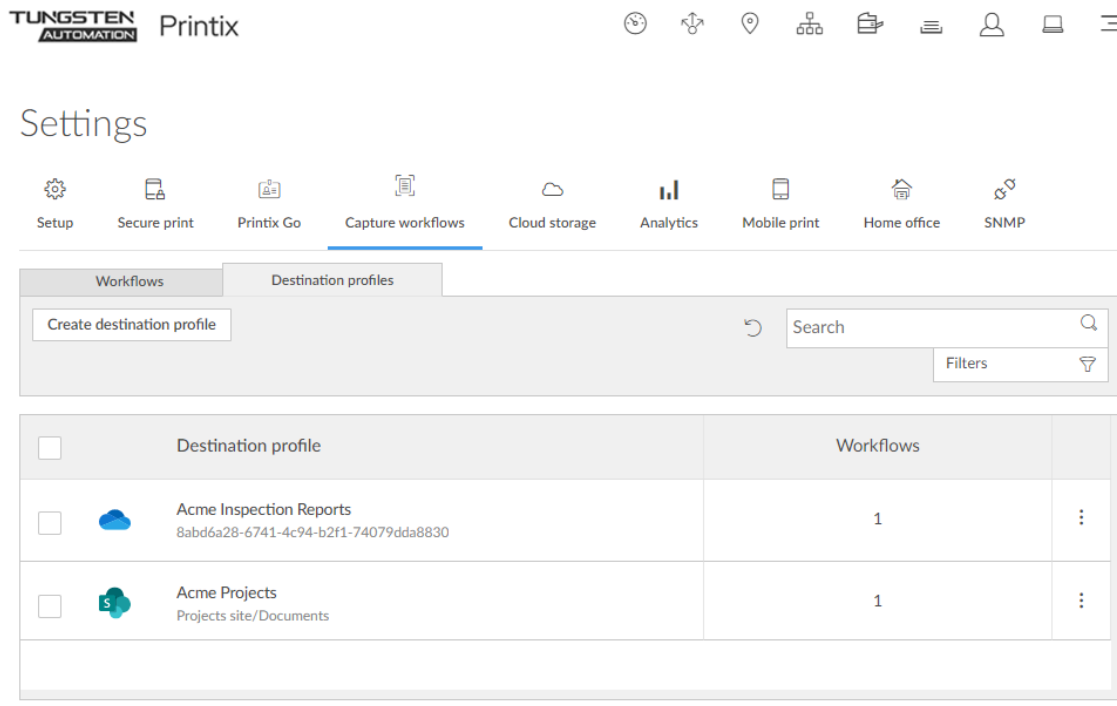 TUNGSTEN
AUTOMATION
Printix
Settings
Setup
Secure print
Printix Go
Capture workflows
Cloud storage
Analytics
Mobile print
Home office
SNMP
Workflows
Destination profiles
Create destination profile
Search
Filters
Destination profile
Workflows
Acme Inspection Reports
1
8abd6a28-6741-4c94-b2f1-74079dda8830
S
Acme Projects
1
Projects site/Documents